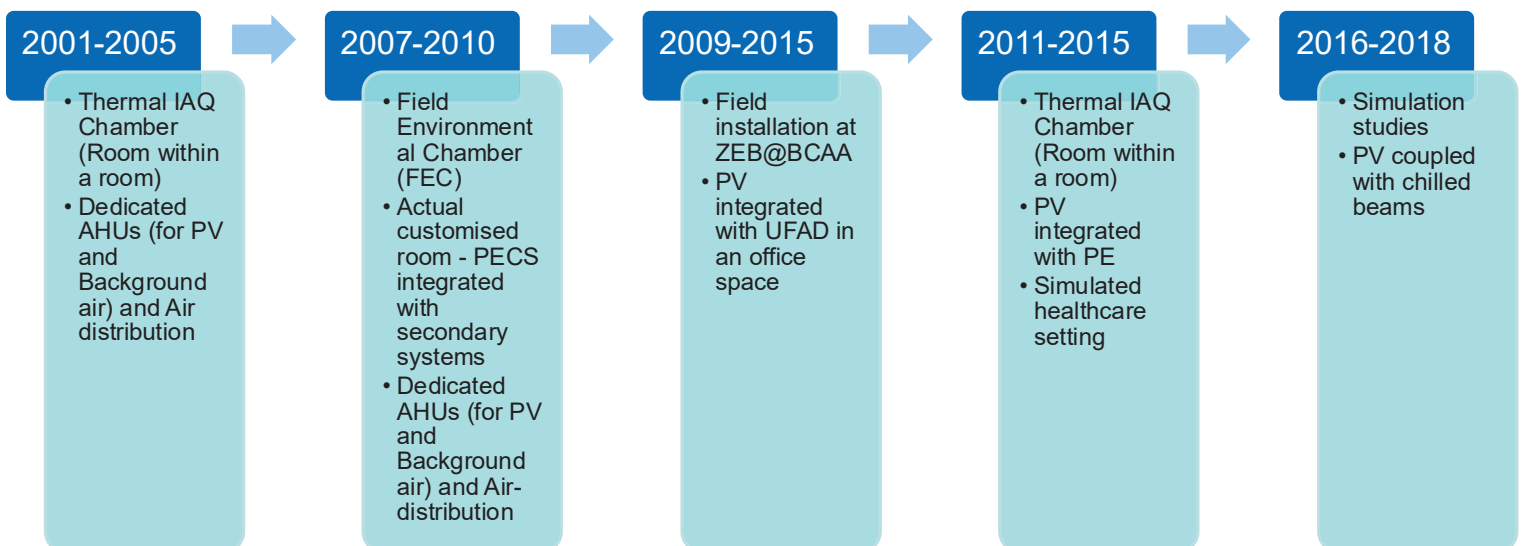 2001-2005
• Thermal IAQ
Chamber
(Room within
a room)
• Dedicated
AHUs (for PV
and
Background
air) and Air
distribution
2007-2010
• Field
Environment
al Chamber
(FEC)
• Actual
customised
room - PECS
integrated
with
secondary
systems
• Dedicated
AHUs (for PV
and
Background
air) and Air-
distribution
2009-2015
• Field
installation at
ZEB@BCAA
• PV
integrated
with UFAD in
an office
space
2011-2015
• Thermal IAQ
Chamber
(Room within
a room)
• PV
integrated
with PE
• Simulated
healthcare
setting
2016-2018
• Simulation
studies
• PV coupled
with chilled
beams